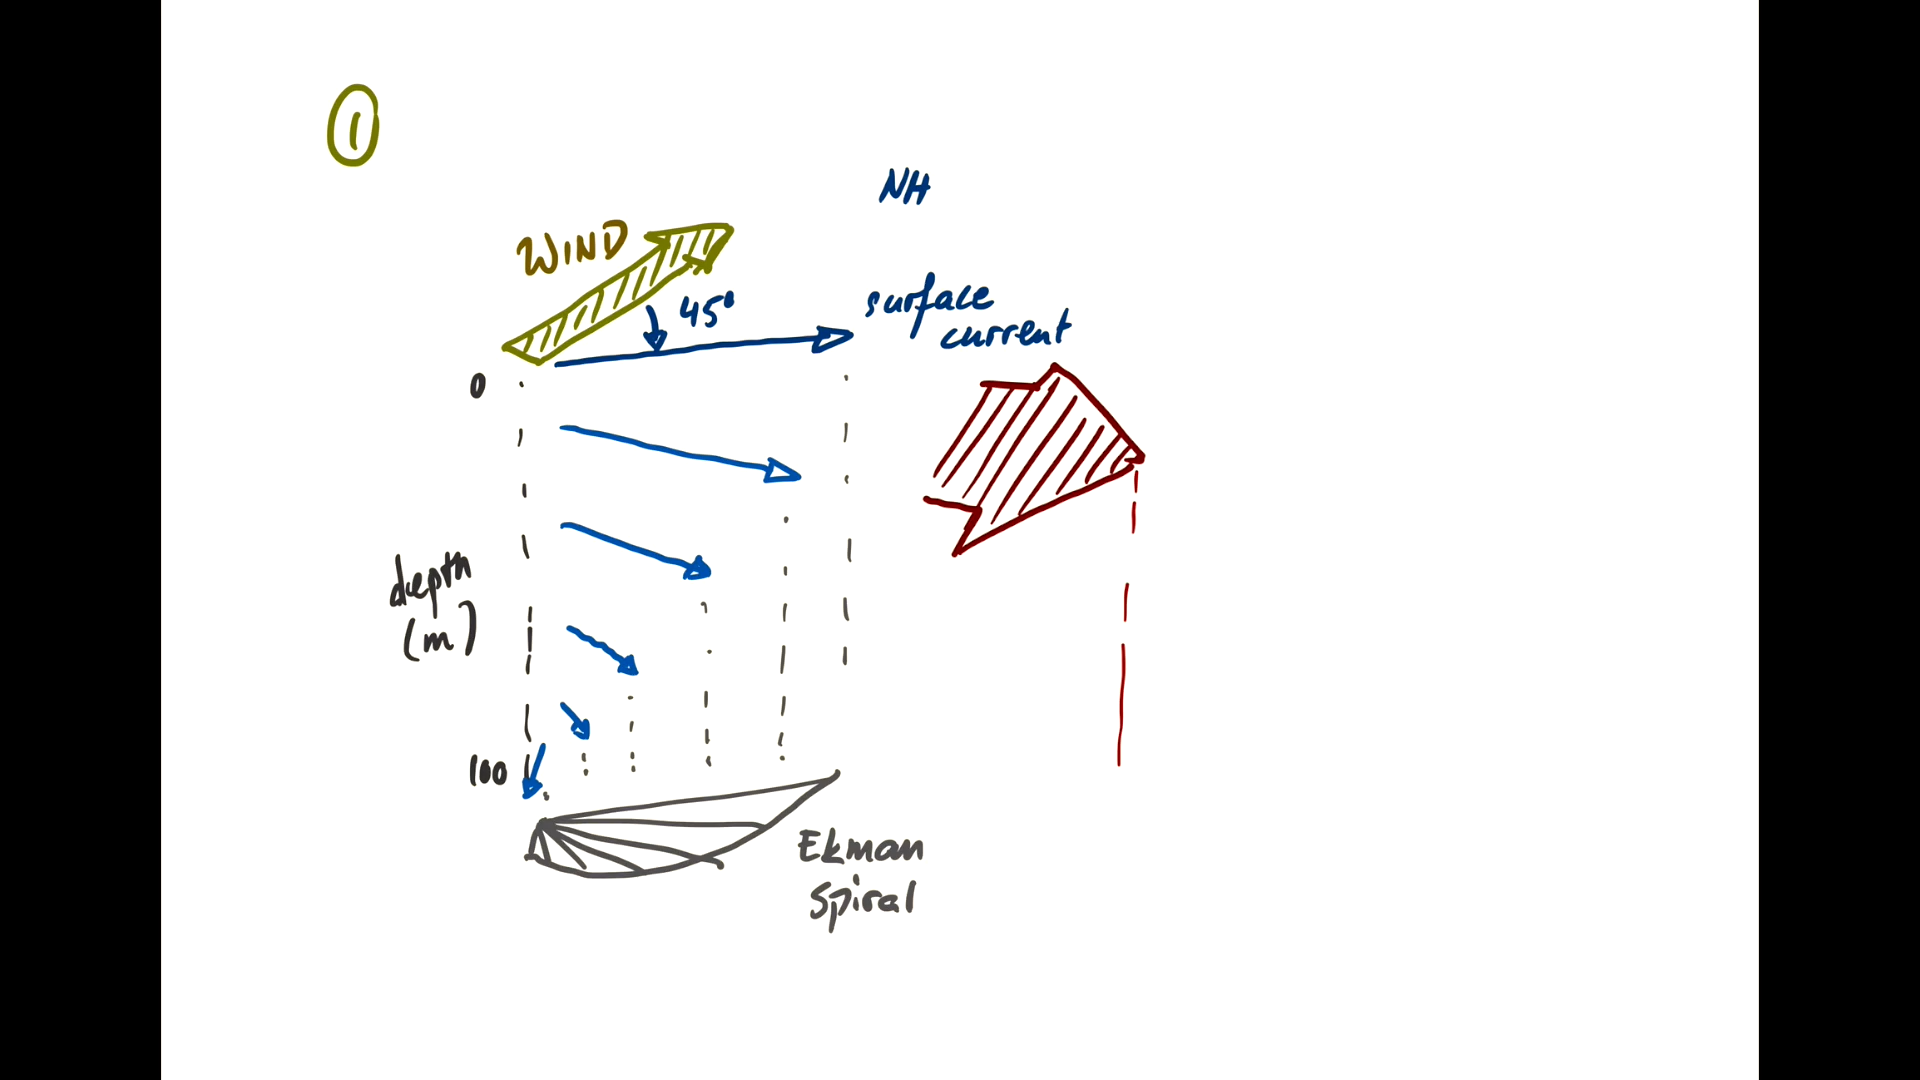 1
NH
WIND
45°
surface
current
0
depth
(m)
100
Ekman
spiral